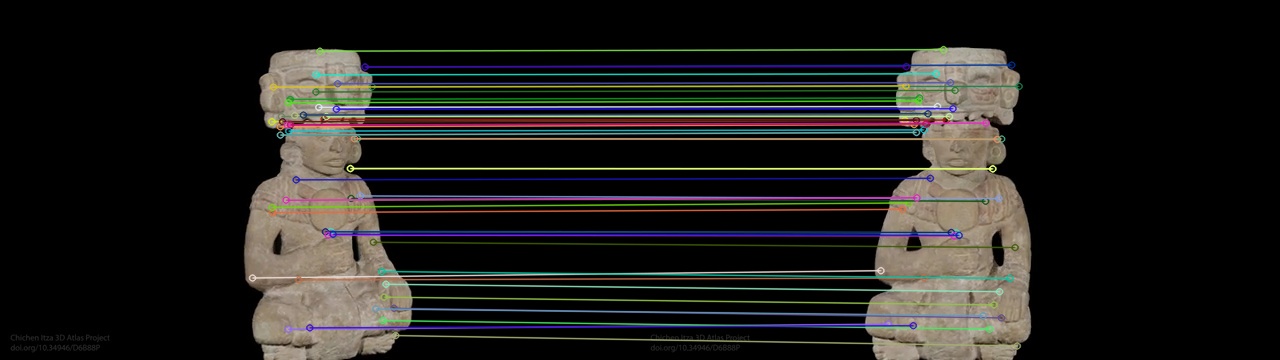 Chichen Itza 3D Atlas Project
doi.org/10.34946/D6B88P
Chichen Itza 3D Atlas Project
doi.org/10.34946/D6B88P